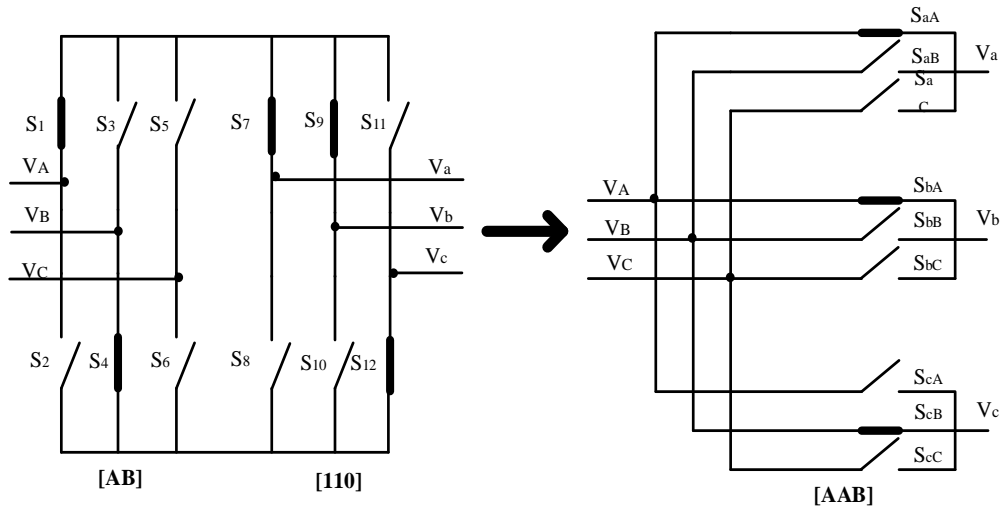 S1 S3 S5 S7 S9 S11
VA Va
VB Vb
VC Vc
S2 S4 S6 S8 S10 S12
[AB] [110]
SaA
SaB Va
Sa
C
VA SbA
VB SbB Vb
VC SbC
ScA
ScB Vc
ScC
[AAB]